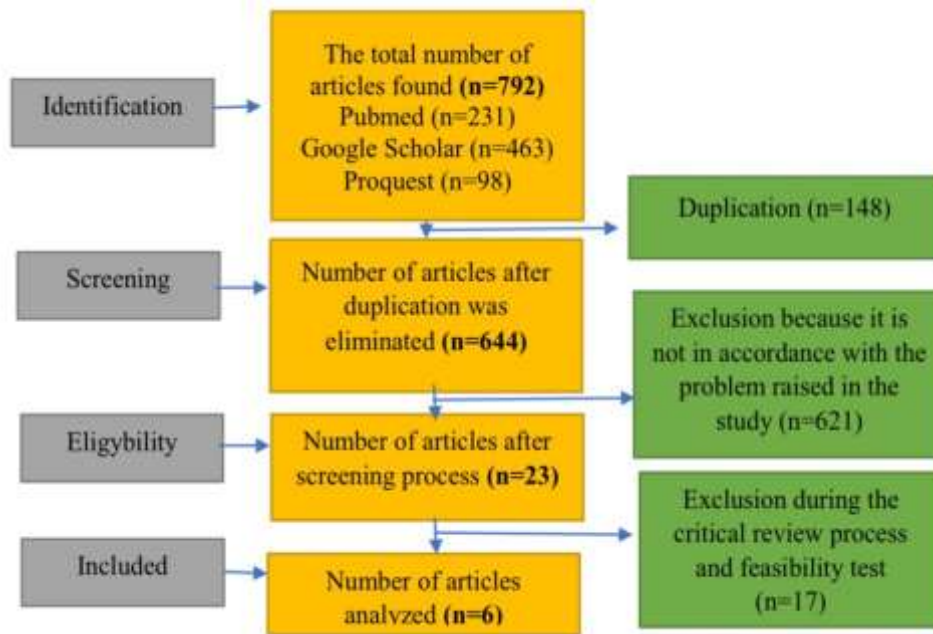 Identification
The total number of
articles found (n=792)
Pubmed (n=231)
Google Scholar (n=463)
Proquest (n=98)
Duplication (n=148)
Screening
Number of articles after
duplication was
eliminated (n=644)
Exclusion because it is
not in accordance with the
problem raised in the
study (n=621)
Eligybility
Number of articles after
screening process (n=23)
Exclusion during the
critical review process
and feasibility test
(n=17)
Included
Number of articles
analyzed (n=6)